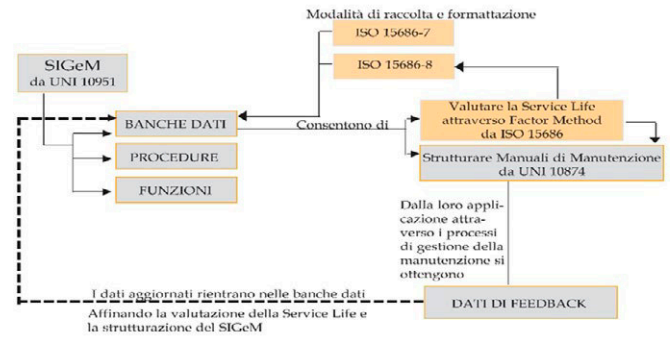 Modalità di raccolta e formattazione
ISO 15686-7
ISO 15686-8
SIGeM
da UNI 10951
BANCHE DATI
PROCEDURE
FUNZIONI
Consentono di
Valutare la Service Life
attraverso Factor Method
da ISO 15686
Strutturare Manuali di Manutenzione
da UNI 10874
Dalla loro appli-
cazione attra-
verso i processi
di gestione della
manutenzione si
ottengono
DATI DI FEEDBACK
I dati aggiornati rientrano nelle banche dati
Affinando la valutazione della Service Life e
la strutturazione del SIGeM